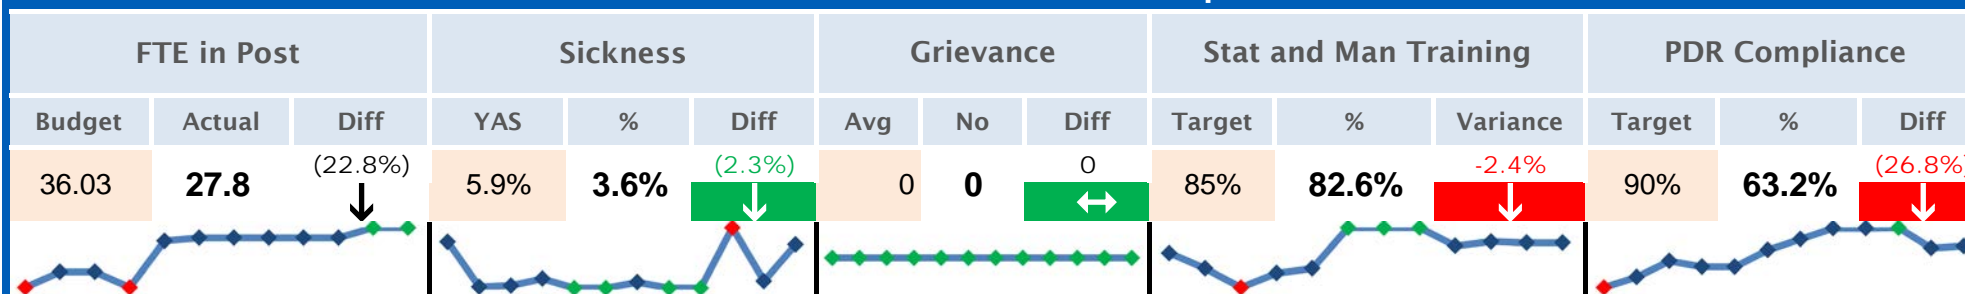 FTE in Post Sickness Grievance Stat and Man Training PDR Compliance
Budget Actual Diff YAS % Diff Avg No Diff Target % Variance Target % Diff
36.03 27.8 (22.8%) 5.9% 3.6% (2.3%) 0 0 0 85% 82.6% -2.4% 90% 63.2% (26.8%)